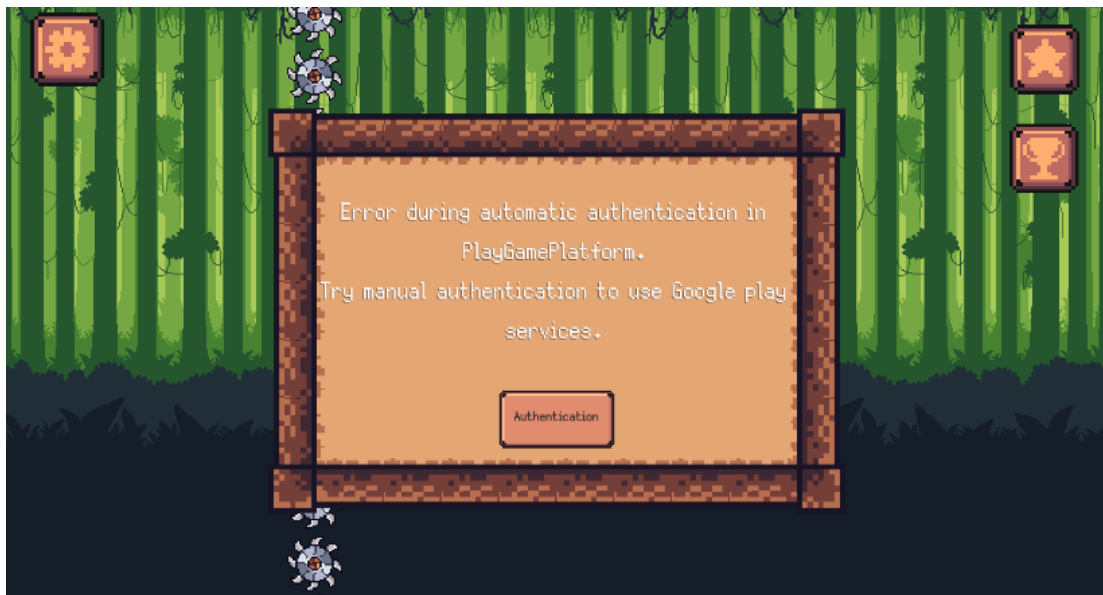 Error during automatic authentication in
PlayGamePlatform.
Try manual authentication to use Google play
services.
Authentication